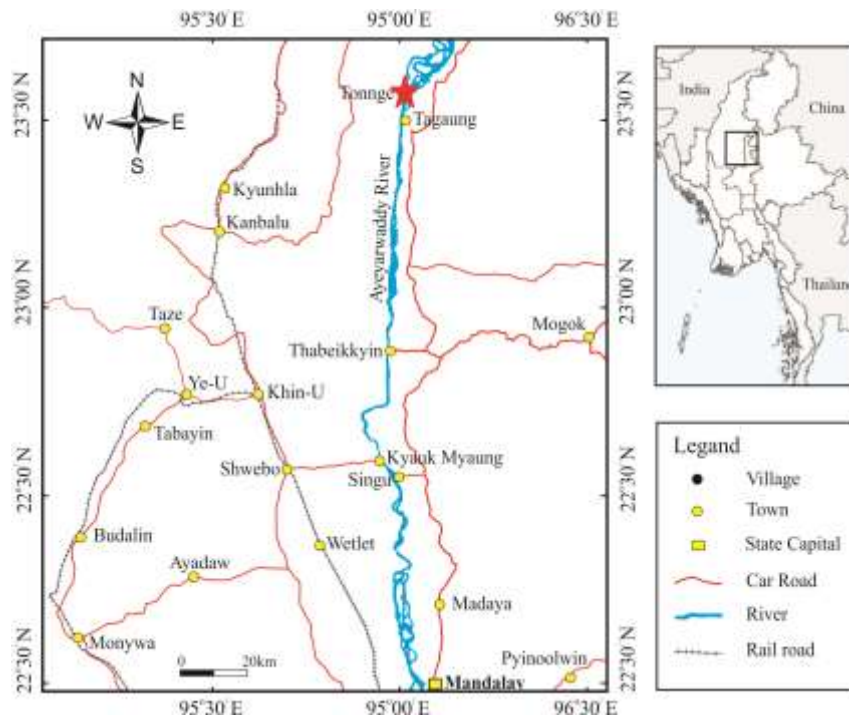 95°30 E
95°00 E
96°30 E
23°30 N
23°30 N
N
W
E
S
Tonnge
Tagaung
India
China
Kyunhla
Kanbalu
Ayeyarwaddy River
23°00 N
23°00 N
Taze
Thabeikkyin
Mogok
Thailand
Ye-U
Khin-U
Tabayin
Shwebo
Kyauk Myaung
Singu
22°30 N
22°30 N
Budalin
Wetlet
Ayadaw
Madaya
Monywa
0
20km
Pyinoolwin
Mandalay
22°30 N
22°30 N
95°30 E
95°00 E
96°30 E
Legand
Village
Town
State Capital
Car Road
River
Rail road